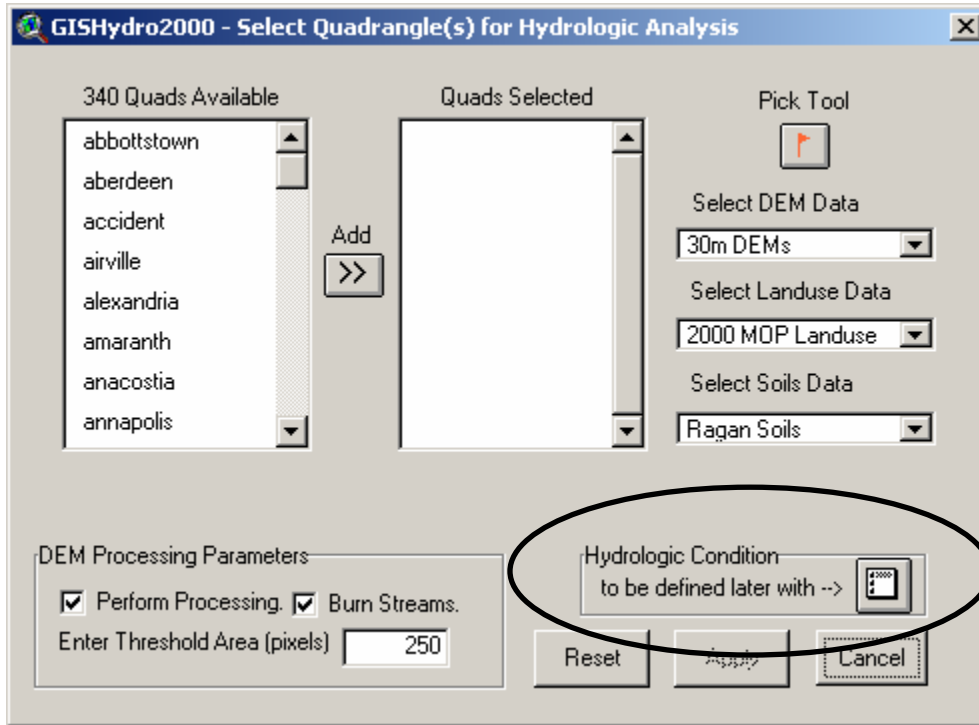 GISHydro2000 - Select Quadrangle(s) for Hydrologic Analysis
340 Quads Available
abbottstown
aberdeen
accident
airville
alexandria
amaranth
anacostia
annapolis
Add
>>
Quads Selected
Pick Tool
Select DEM Data
30m DEMs
Select Landuse Data
2000 MOP Landuse
Select Soils Data
Ragan Soils
DEM Processing Parameters
Perform Processing. Burn Streams.
Enter Threshold Area (pixels) 250
Hydrologic Condition
to be defined later with -->
Reset Apply Cancel